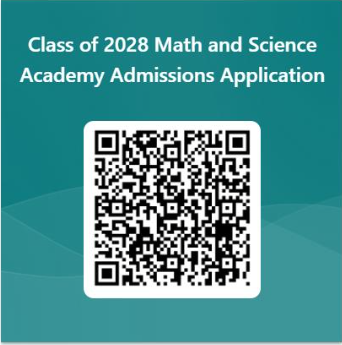 Class of 2028 Math and Science
Academy Admissions Application